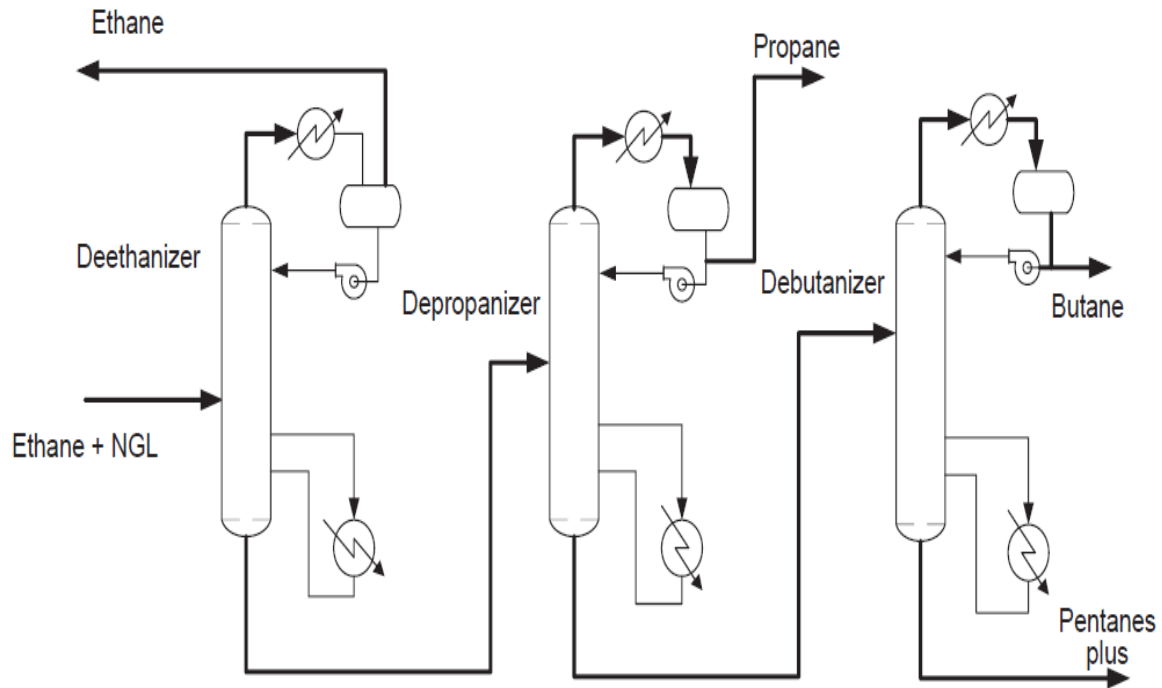 Ethane
Propane
Deethanizer
Depropanizer
Debutanizer
Butane
Ethane + NGL
Pentanes
plus